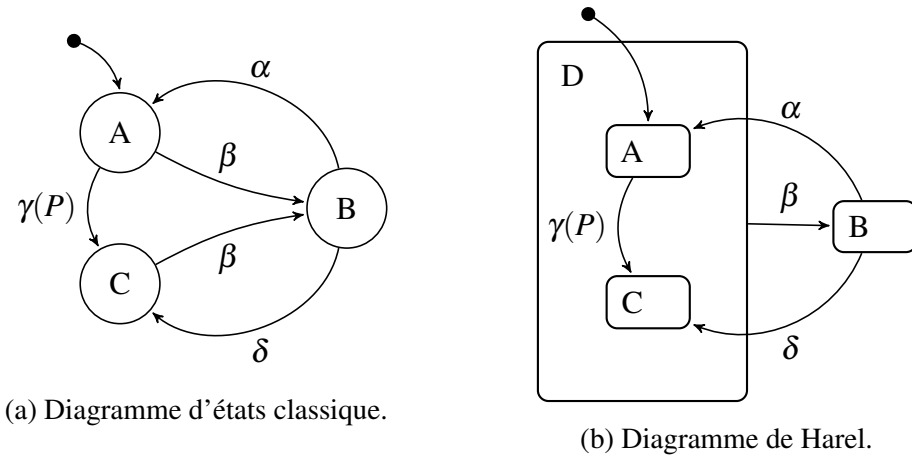 α
A
β
γ(P)
B
β
C
δ
(a) Diagramme d'états classique.
D
α
A
β
B
γ(P)
C
δ
(b) Diagramme de Harel.